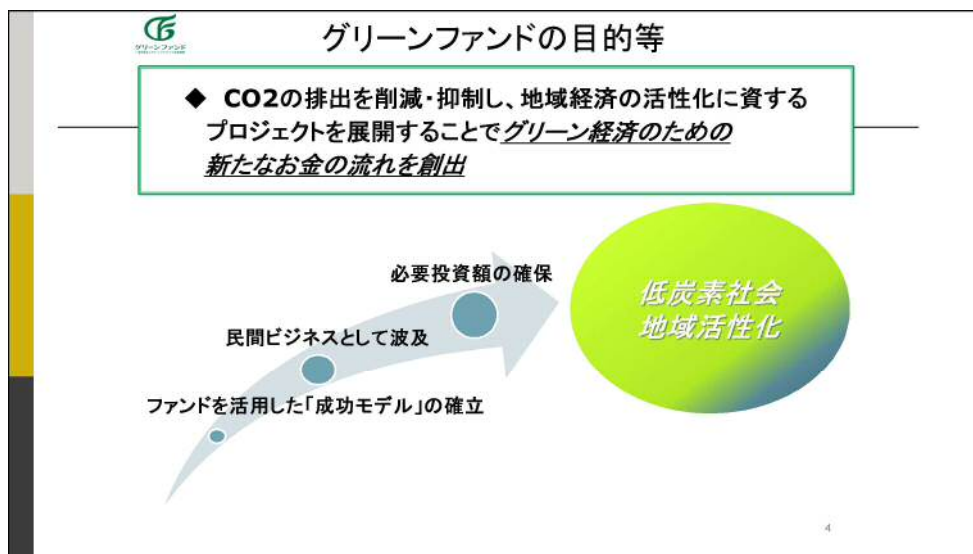 グリーンファンド
グリーンファンドの目的等
◆ CO2の排出を削減・抑制し、地域経済の活性化に資する
プロジェクトを展開することでグリーン経済のための
新たなお金の流れを創出
必要投資額の確保
民間ビジネスとして波及
ファンドを活用した「成功モデル」の確立
低炭素社会
地域活性化
4